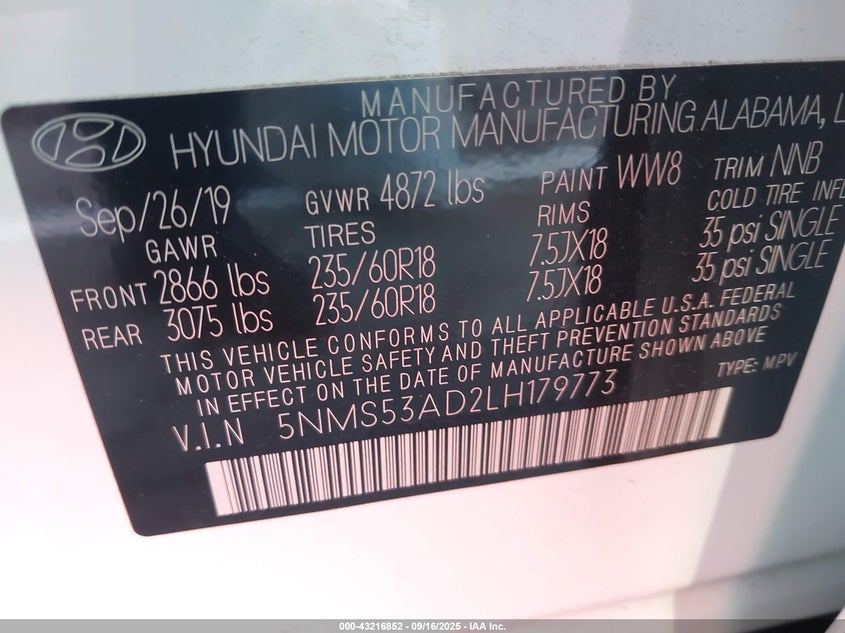 MANUFACTURED BY
HYUNDAI MOTOR MANUFACTURING ALABAMA, L
Sep/26/19 GVWR 4872 lbs PAINT WW8 TRIM NNB
GAWR TIRES RIMS COLD TIRE INFL
FRONT 2866 lbs 235/60R18 7.5JX18 35 psi SINGLE
REAR 3075 lbs 235/60R18 7.5JX18 35 psi SINGLE
THIS VEHICLE CONFORMS TO ALL APPLICABLE U.S.A. FEDERAL
MOTOR VEHICLE SAFETY AND THEFT PREVENTION STANDARDS
IN EFFECT ON THE DATE OF MANUFACTURE SHOWN ABOVE
V.I.N 5NMS53AD2LH179773 TYPE: MPV
000-43216852 - 09/16/2025 - IAA Inc.